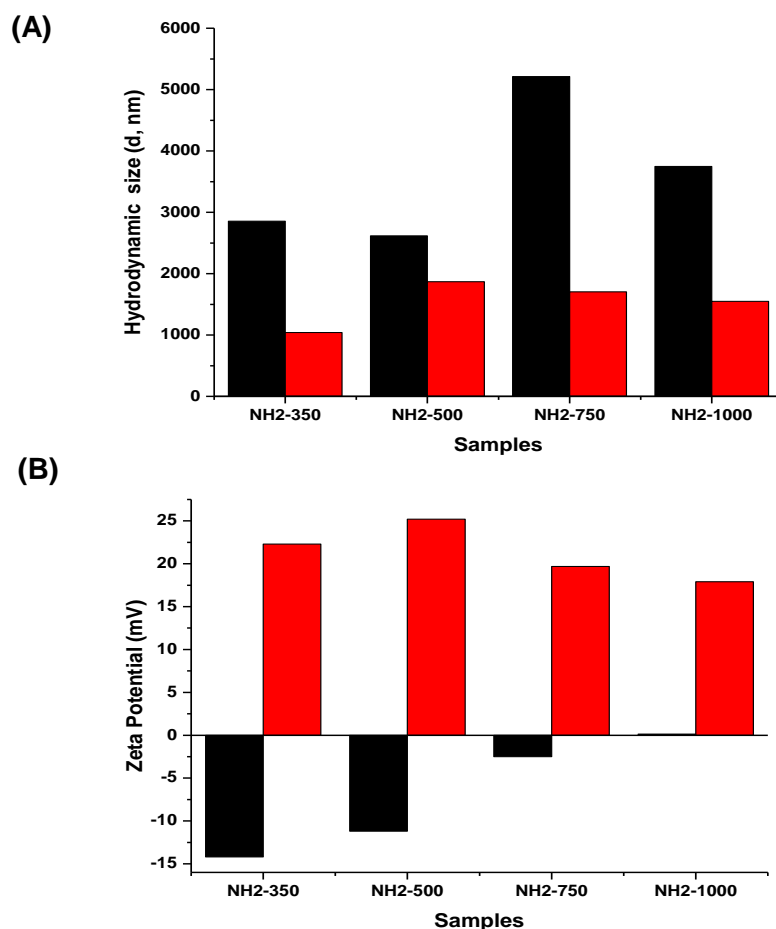 (A)
Hydrodynamic size (d, nm)
6000
5000
4000
3000
2000
1000
0
NH2-350 NH2-500 NH2-750 NH2-1000
Samples
(B)
Zeta Potential (mV)
25
20
15
10
5
0
-5
-10
-15
NH2-350 NH2-500 NH2-750 NH2-1000
Samples